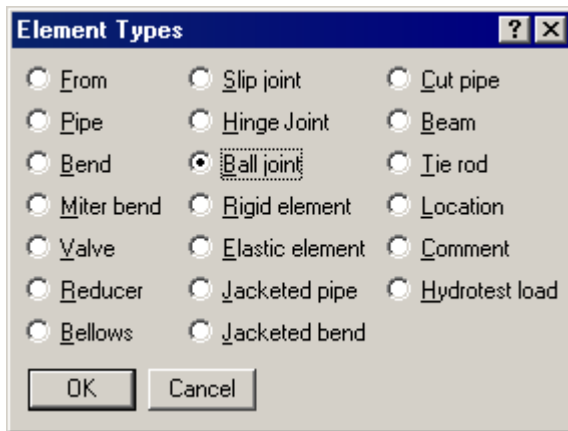 Element Types
From Slip joint Cut pipe
Pipe Hinge Joint Beam
Bend Ball joint Tie rod
Miter bend Rigid element Location
Valve Elastic element Comment
Reducer Jacketed pipe Hydrotest load
Bellows Jacketed bend
OK Cancel